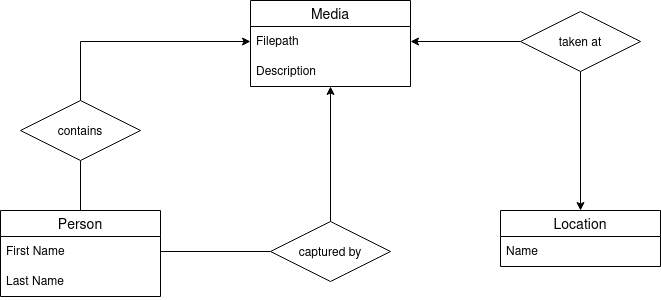 Media
Filepath
Description
taken at
contains
Person
First Name
Last Name
captured by
Location
Name